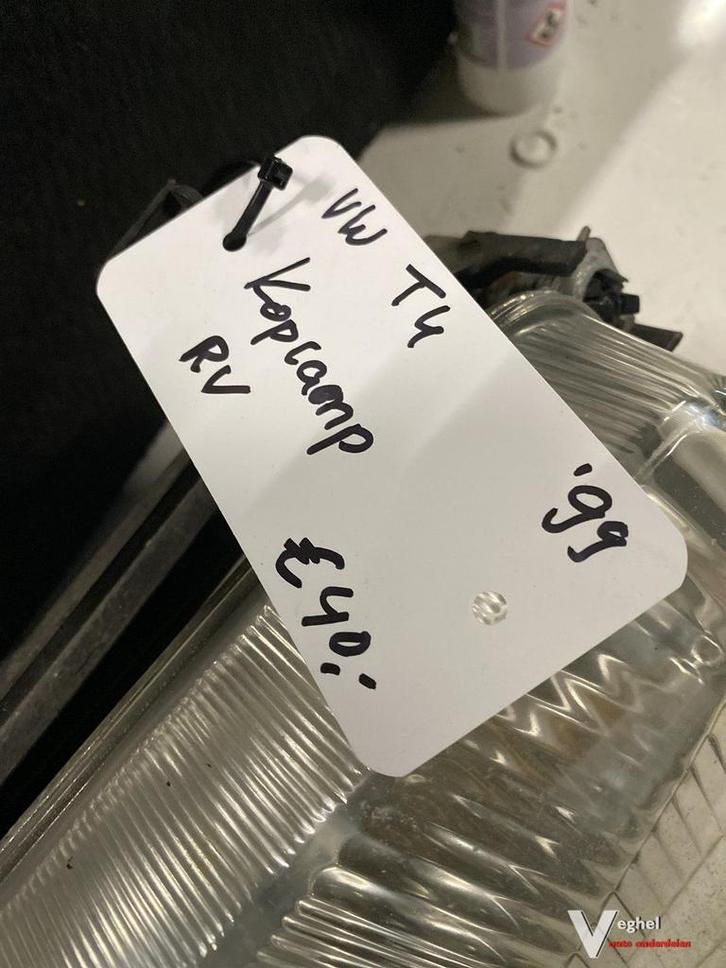 VW T4 '99
Koplamp
RV
€40,-
Veghel
auto onderdelen